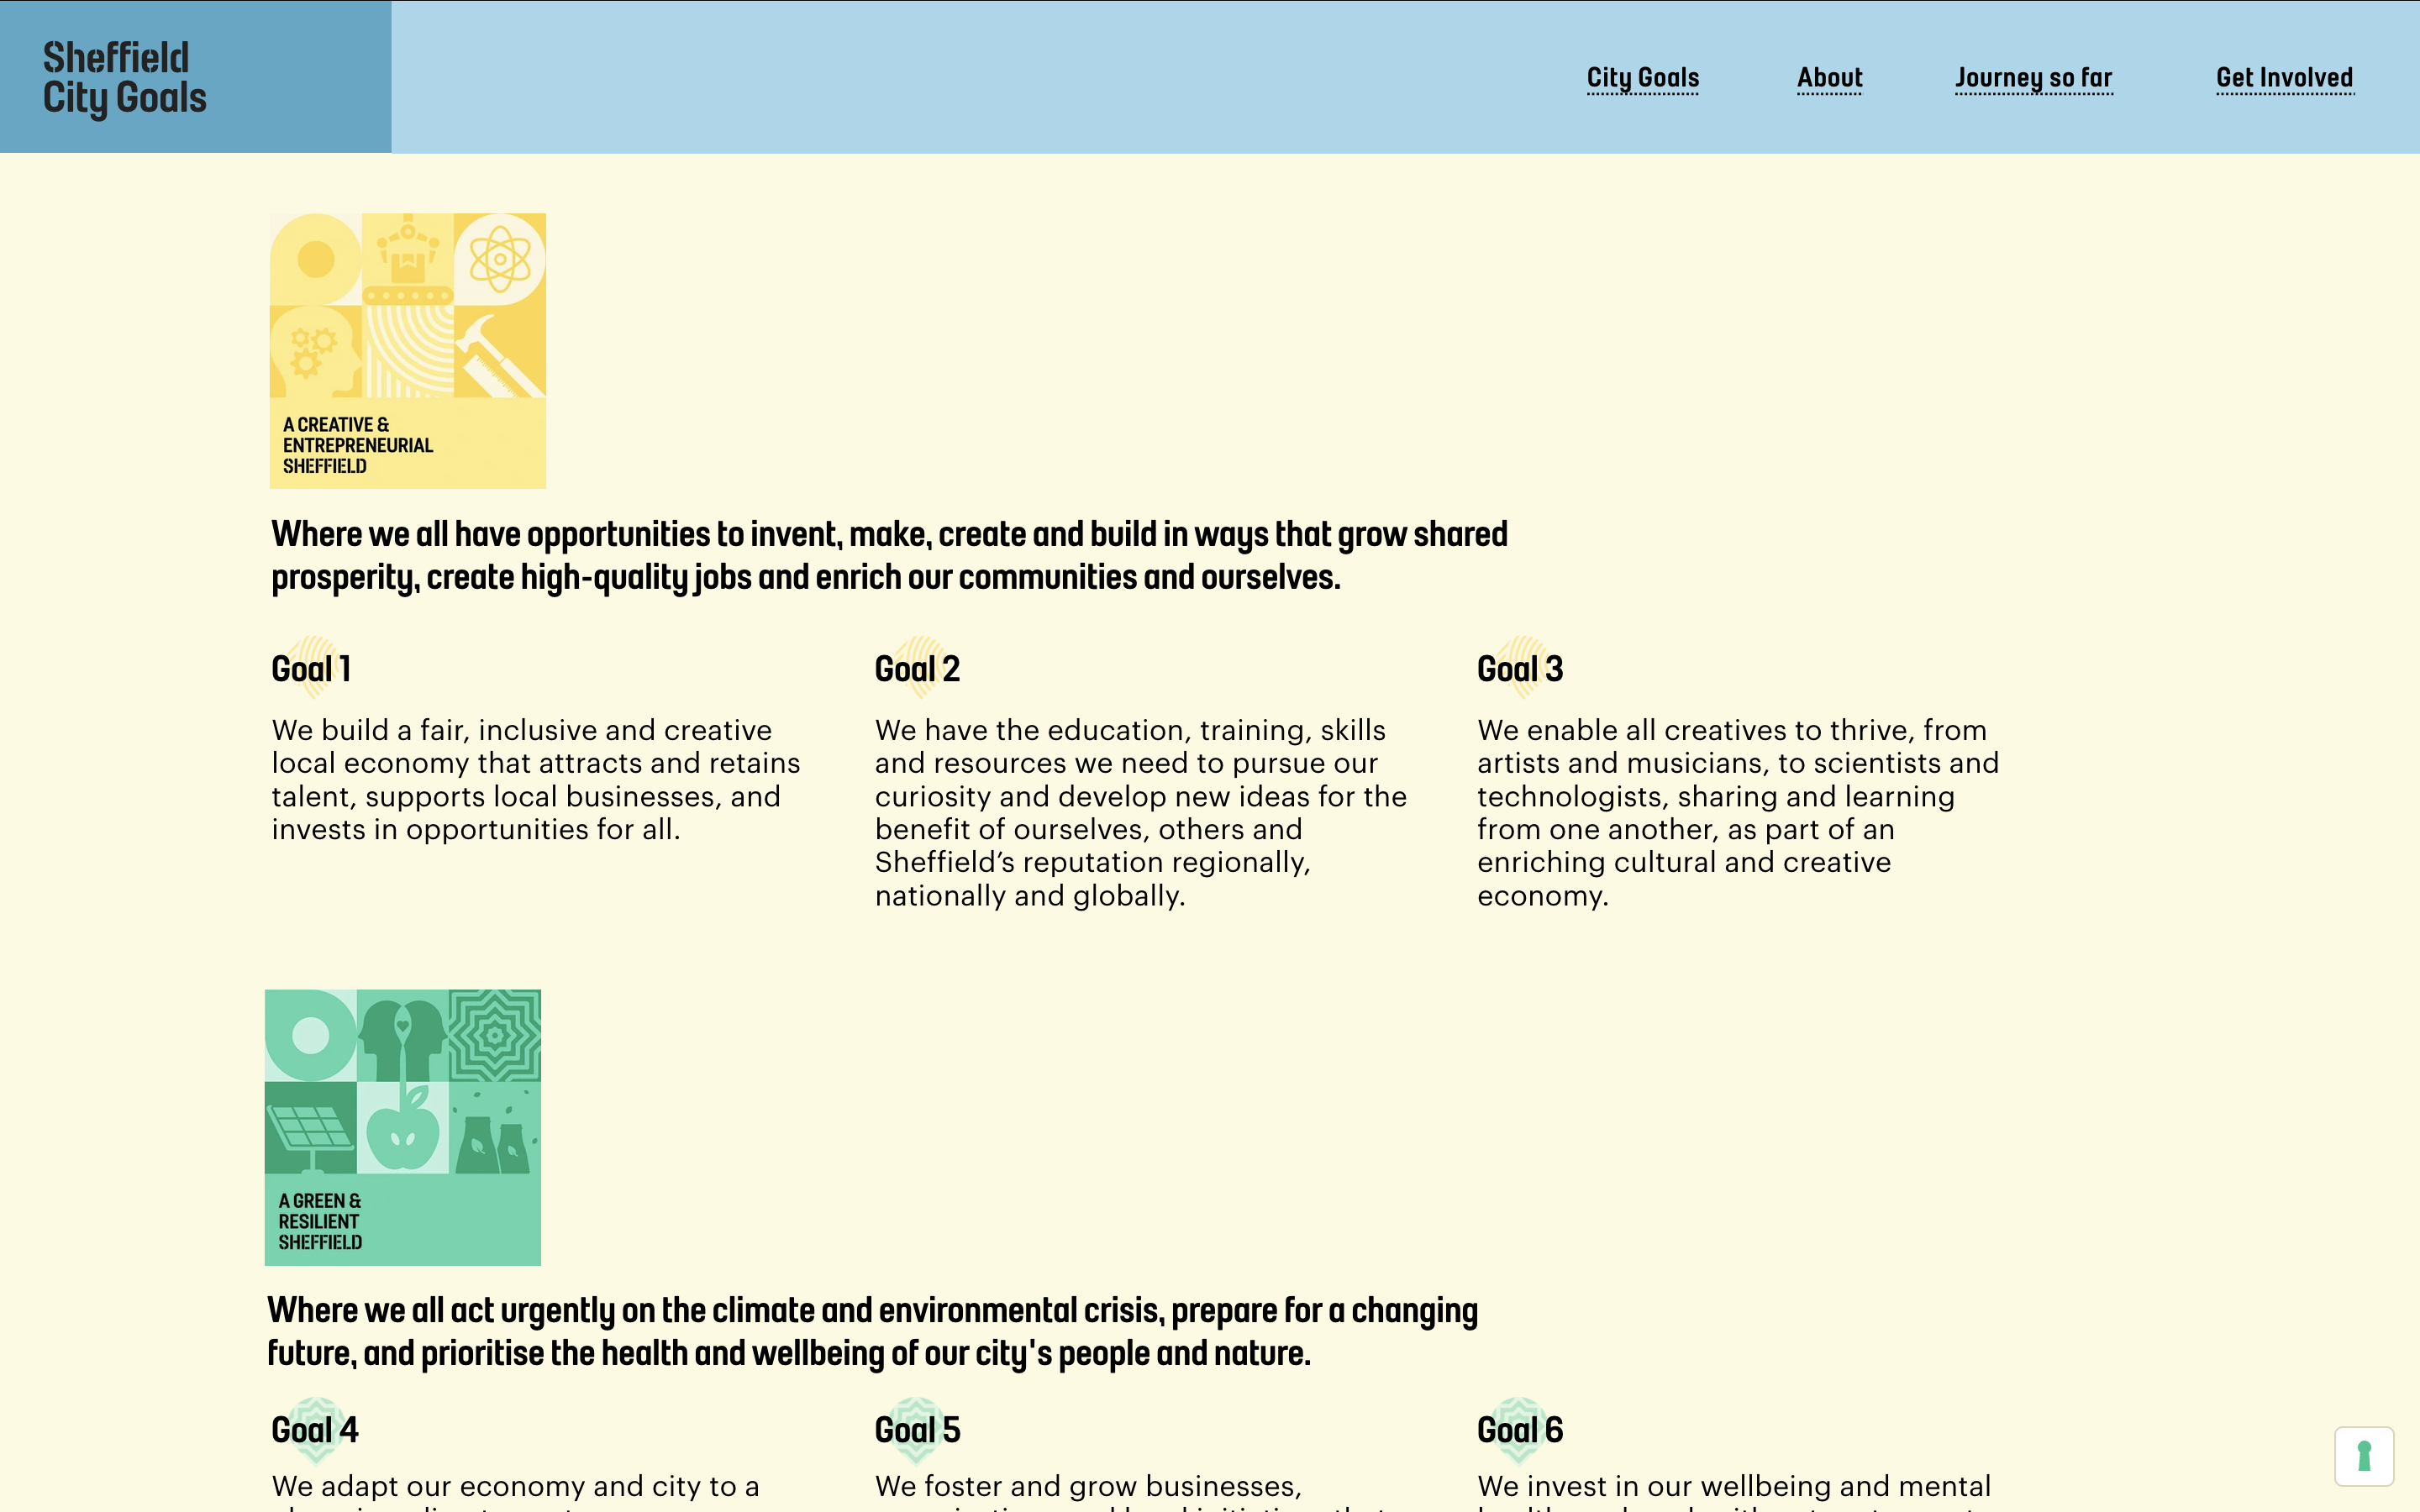 Sheffield
City Goals
City Goals
About
Journey so far
Get Involved
A CREATIVE &
ENTREPRENEURIAL
SHEFFIELD
Where we all have opportunities to invent, make, create and build in ways that grow shared
prosperity, create high-quality jobs and enrich our communities and ourselves.
Goal 1
We build a fair, inclusive and creative
local economy that attracts and retains
talent, supports local businesses, and
invests in opportunities for all.
Goal 2
We have the education, training, skills
and resources we need to pursue our
curiosity and develop new ideas for the
benefit of ourselves, others and
Sheffield’s reputation regionally,
nationally and globally.
Goal 3
We enable all creatives to thrive, from
artists and musicians, to scientists and
technologists, sharing and learning
from one another, as part of an
enriching cultural and creative
economy.
A GREEN &
RESILIENT
SHEFFIELD
Where we all act urgently on the climate and environmental crisis, prepare for a changing
future, and prioritise the health and wellbeing of our city's people and nature.
Goal 4
We adapt our economy and city to a
Goal 5
We foster and grow businesses,
Goal 6
We invest in our wellbeing and mental